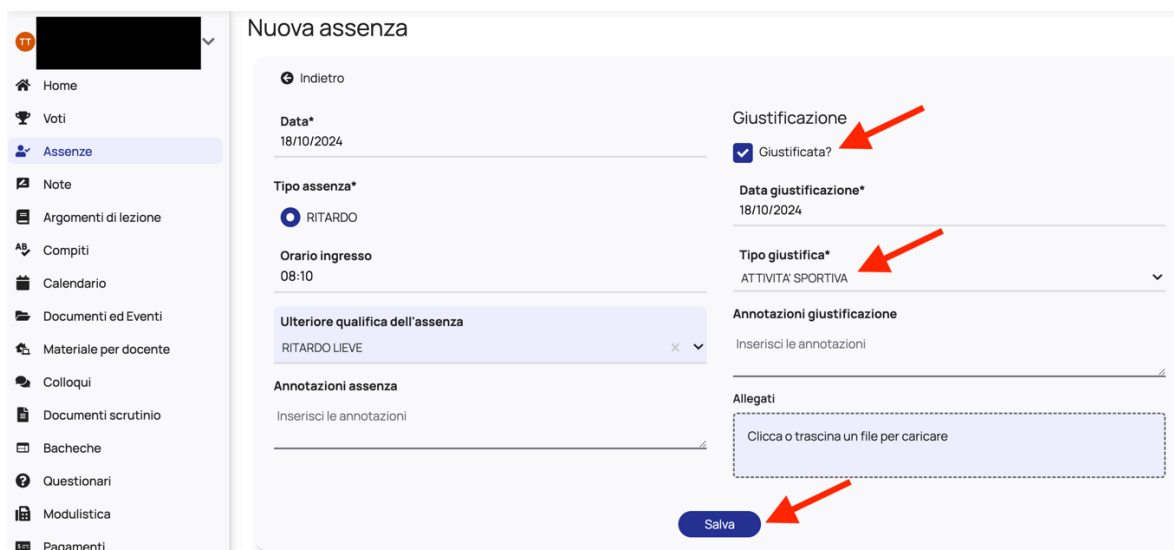 Nuova assenza
TT
Home
Voti
Assenze
Note
Argomenti di lezione
Compiti
Calendario
Documenti ed Eventi
Materiale per docente
Colloqui
Documenti scrutinio
Bacheche
Questionari
Modulistica
Pagamenti
Indietro
Data*
18/10/2024
Tipo assenza*
RITARDO
Orario ingresso
08:10
Ulteriore qualifica dell'assenza
RITARDO LIEVE
Annotazioni assenza
Inserisci le annotazioni
Giustificazione
Giustificata?
Data giustificazione*
18/10/2024
Tipo giustifica*
ATTIVITA' SPORTIVA
Annotazioni giustificazione
Inserisci le annotazioni
Allegati
Clicca o trascina un file per caricare
Salva